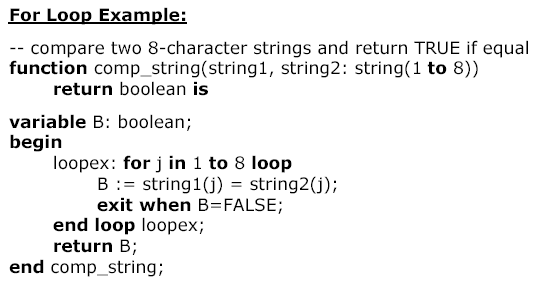 For Loop Example:
-- compare two 8-character strings and return TRUE if equal
function comp_string(string1, string2: string(1 to 8))
return boolean is
variable B: boolean;
begin
loopex: for j in 1 to 8 loop
B := string1(j) = string2(j);
exit when B=FALSE;
end loop loopex;
return B;
end comp_string;